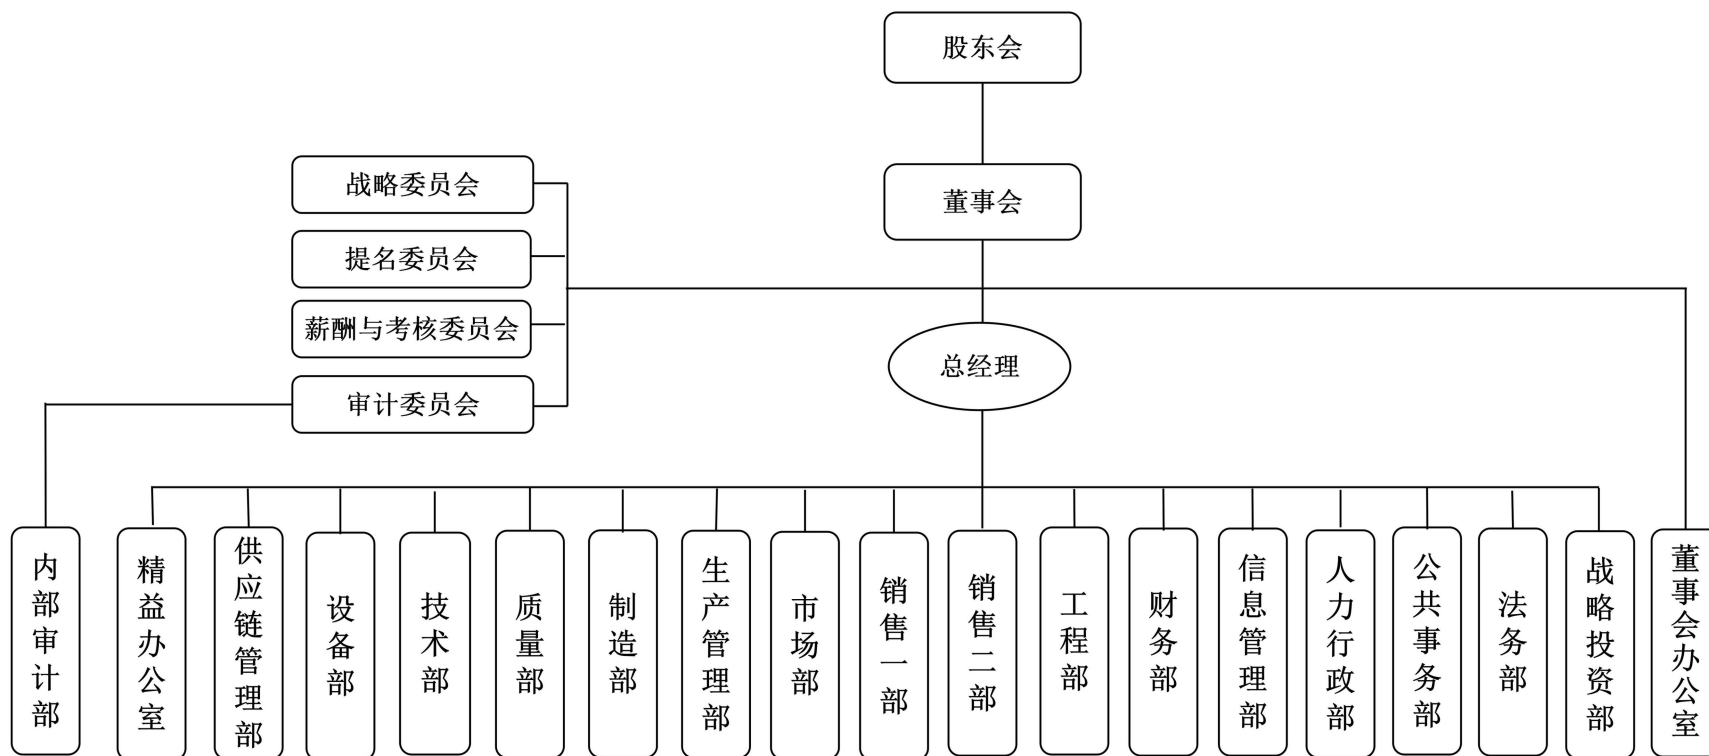 股东会
董事会
战略委员会
提名委员会
薪酬与考核委员会
审计委员会
总经理
内部审计部
精益办公室
供应链管理部
设备部
技术部
质量部
制造部
生产管理部
市场部
销售一部
销售二部
工程部
财务部
信息管理部
人力行政部
公共事务部
法务部
战略投资部
董事会办公室